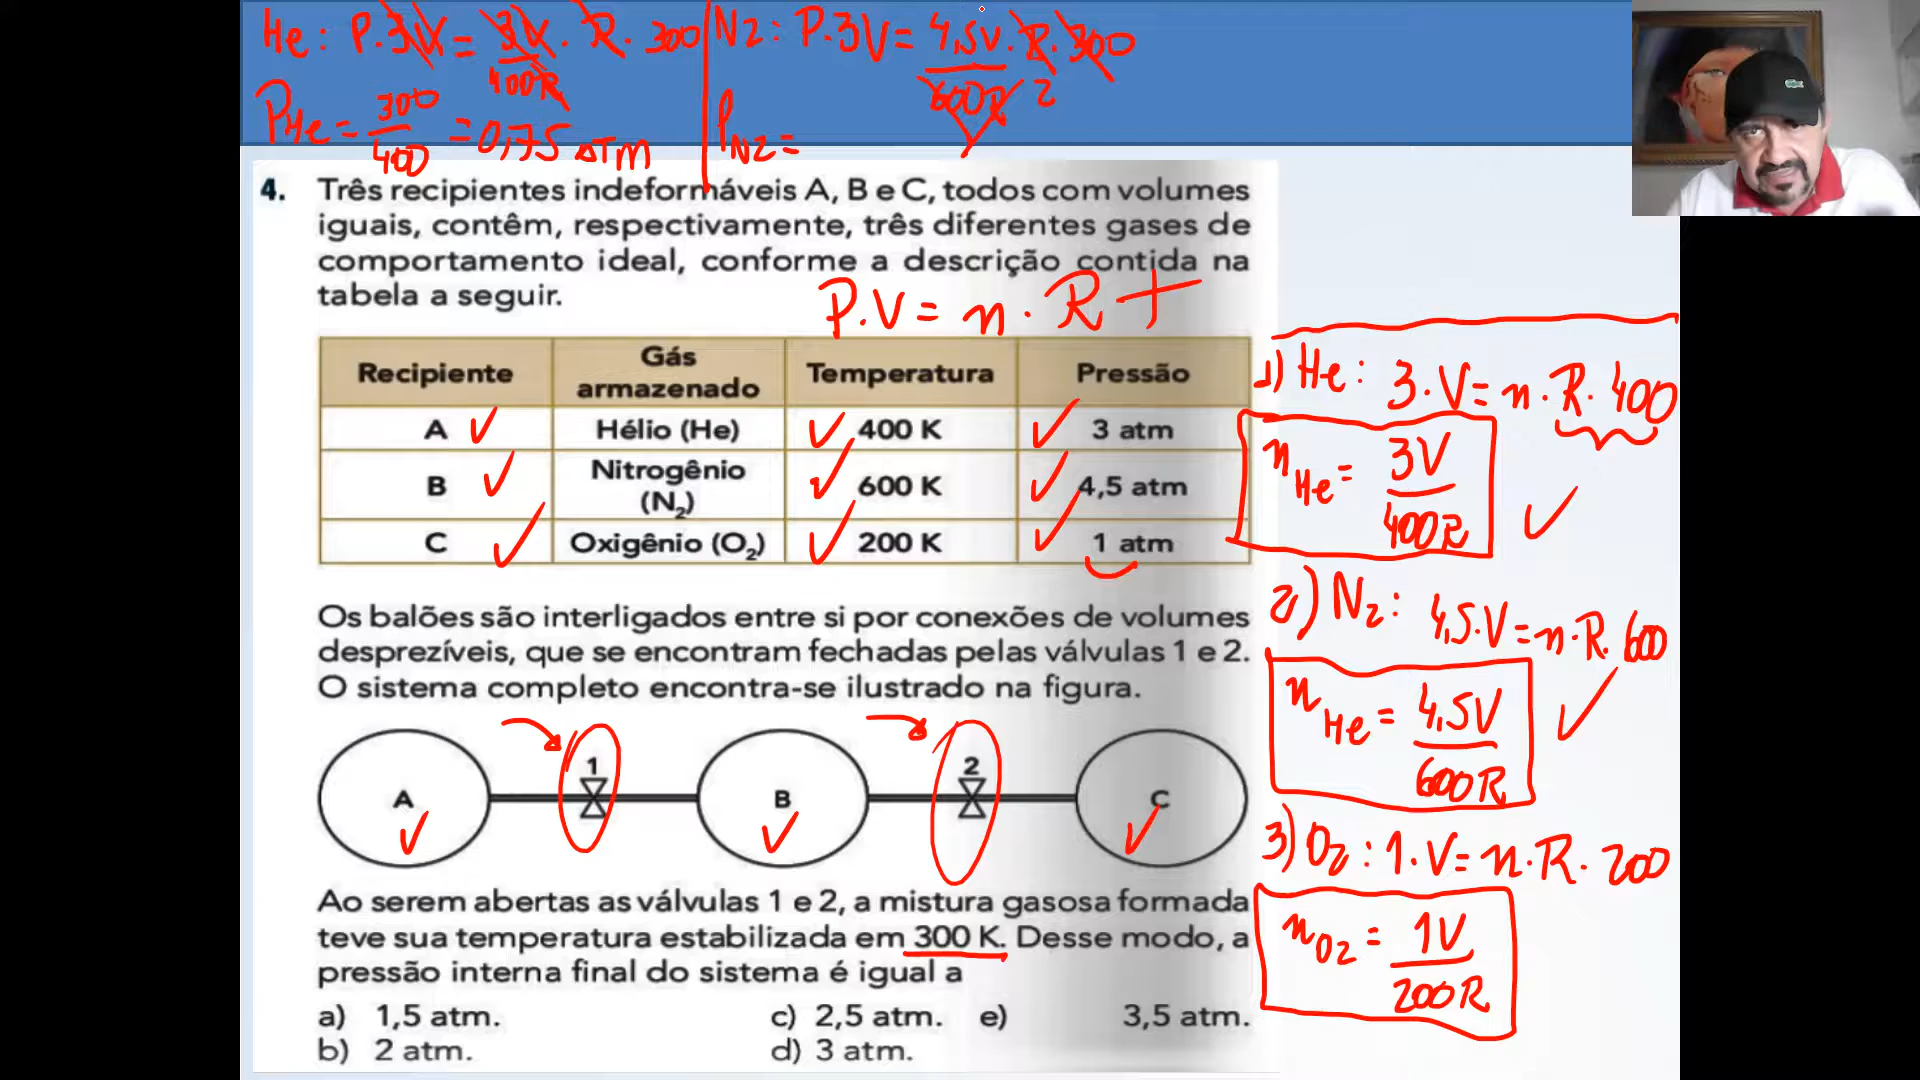 He: P.3V = 3V/400R . R . 300
P He = 300/400 = 0,75 ATM
N2: P.3V = 4,5V/600R . R . 300
2
P N2 =
4. Três recipientes indeformáveis A, B e C, todos com volumes
iguais, contêm, respectivamente, três diferentes gases de
comportamento ideal, conforme a descrição contida na
tabela a seguir.
P.V = n.RT
Recipiente Gás armazenado Temperatura Pressão
A Hélio (He) 400 K 3 atm
B Nitrogênio (N₂) 600 K 4,5 atm
C Oxigênio (O₂) 200 K 1 atm
Os balões são interligados entre si por conexões de volumes
desprezíveis, que se encontram fechadas pelas válvulas 1 e 2.
O sistema completo encontra-se ilustrado na figura.
A 1 B 2 C
Ao serem abertas as válvulas 1 e 2, a mistura gasosa formada
teve sua temperatura estabilizada em 300 K. Desse modo, a
pressão interna final do sistema é igual a
a) 1,5 atm. c) 2,5 atm. e) 3,5 atm.
b) 2 atm. d) 3 atm.
1) He: 3.V = n.R.400
n He = 3V/400R
2) N2: 4,5.V = n.R.600
n He = 4,5V/600R
3) O2: 1.V = n.R.200
n O2 = 1V/200R